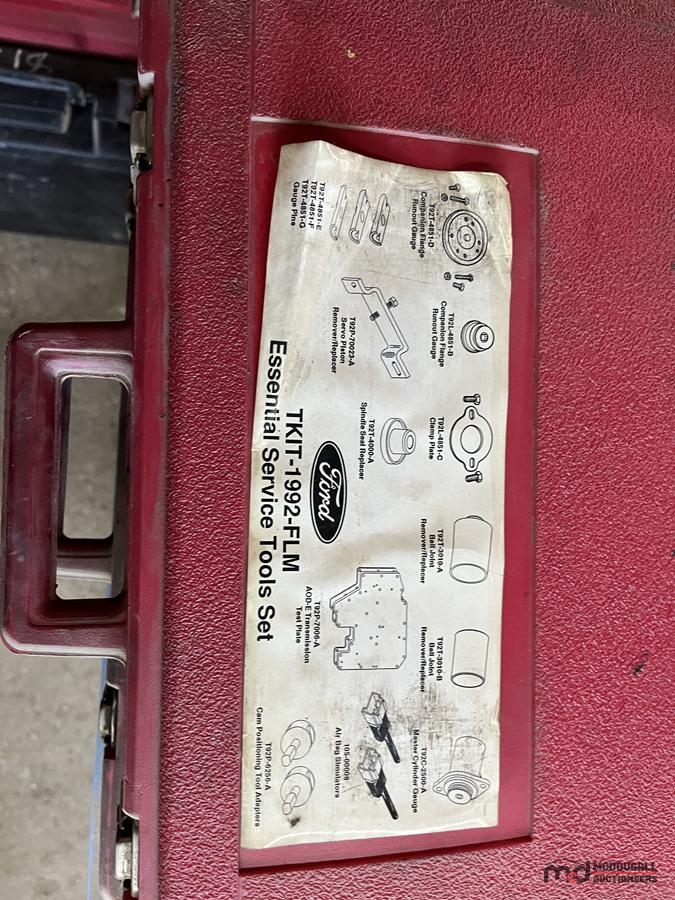 T92T-4851-D
Companion Flange
Runout Gauge
T92L-4851-B
Companion Flange
Runout Gauge
T92L-4851-C
Clamp Plate
T92T-3010-A
Ball Joint
Remover/Replacer
T92T-3010-B
Ball Joint
Remover/Replacer
T92C-2500-A
Master Cylinder Gauge
T92T-4851-E
T92T-4851-F
T92T-4851-G
Gauge Pins
T92P-70023-A
Servo Piston
Remover/Replacer
T92T-4000-A
Spindle Seal Replacer
Ford
T92P-7006-A
AOD-E Transmission
Test Plate
105-00008
Air Bag Simulators
T92P-6256-A
Cam Positioning Tool Adapters
TKIT-1992-FLM
Essential Service Tools Set
md MCDOUGALL
AUCTIONEERS